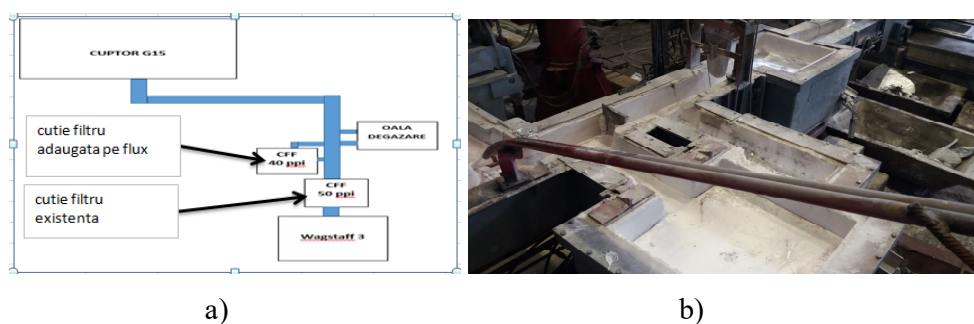 CUPTOR G15
cutie filtru
adaugata pe flux
OALA
DEGAZARE
CFF
40 ppi
cutie filtru
existenta
CFF
50 ppi
Wagstaff 3
a)
b)